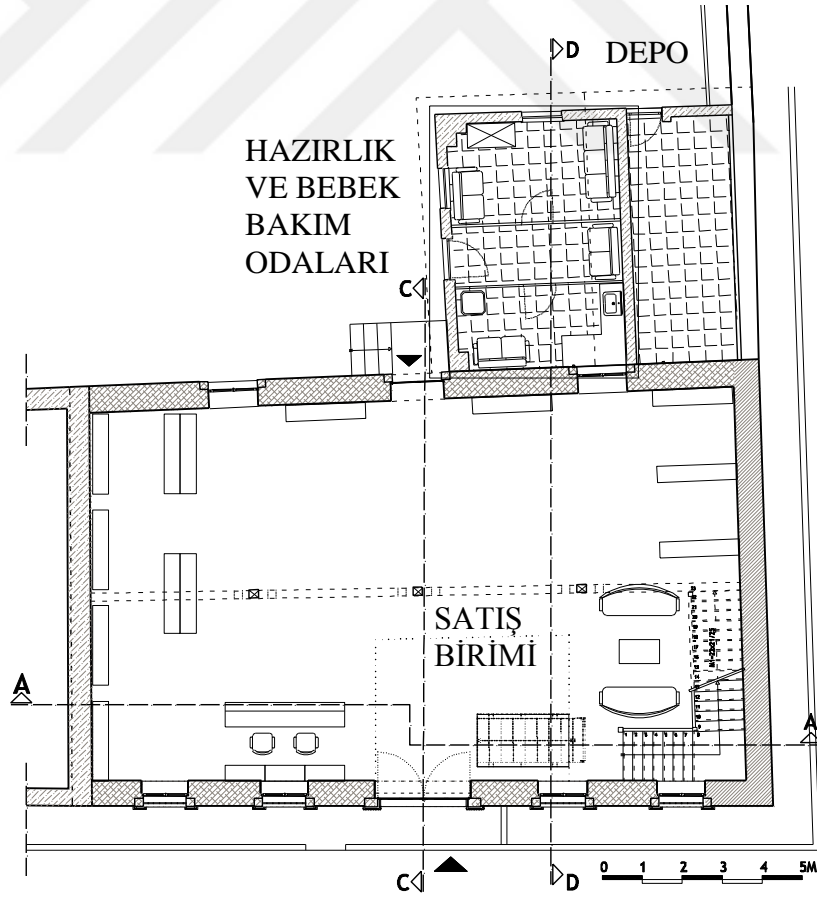 D DEPO
HAZIRLIK
VE BEBEK
BAKIM
ODALARI
C
SATIŞ
BİRİMİ
A
A
0 1 2 3 4 5M
C
D